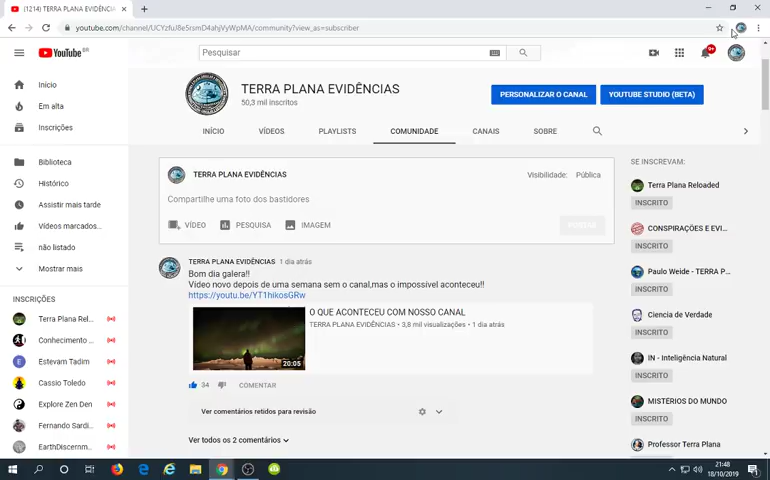 (1214) TERRA PLANA EVIDÊNCIAS
youtube.com/channel/UCYzfu/8e5rsmD4ahjVyWpMA/community?view_as=subscriber
YouTube BR
Pesquisar
9+
Início
Em alta
Inscrições
Biblioteca
Histórico
Assistir mais tarde
Vídeos marcados...
não listado
Mostrar mais
INSCRIÇÕES
Terra Plana Rel...
Conhecimento ...
Estevam Tadim
Cassio Toledo
Explore Zen Den
Fernando Sardi...
EarthDiscernm...
TERRA PLANA EVIDÊNCIAS
50,3 mil inscritos
PERSONALIZAR O CANAL
YOUTUBE STUDIO (BETA)
INÍCIO
VÍDEOS
PLAYLISTS
COMUNIDADE
CANAIS
SOBRE
TERRA PLANA EVIDÊNCIAS
Visibilidade: Pública
Compartilhe uma foto dos bastidores
VÍDEO
PESQUISA
IMAGEM
POSTAR
TERRA PLANA EVIDÊNCIAS 1 dia atrás
Bom dia galera!!
Vídeo novo depois de uma semana sem o canal,mas o impossível aconteceu!!
https://youtu.be/YT1hikosGRw
20:05
O QUE ACONTECEU COM NOSSO CANAL
TERRA PLANA EVIDÊNCIAS • 3,8 mil visualizações • 1 dia atrás
34
COMENTAR
Ver comentários retidos para revisão
Ver todos os 2 comentários
SE INSCREVAM:
Terra Plana Reloaded
INSCRITO
CONSPIRAÇÕES E EVI...
INSCRITO
Paulo Weide - TERRA P...
INSCRITO
Ciencia de Verdade
INSCRITO
IN - Inteligência Natural
INSCRITO
MISTÉRIOS DO MUNDO
INSCRITO
Professor Terra Plana
INSCRITO
21:48
18/10/2019